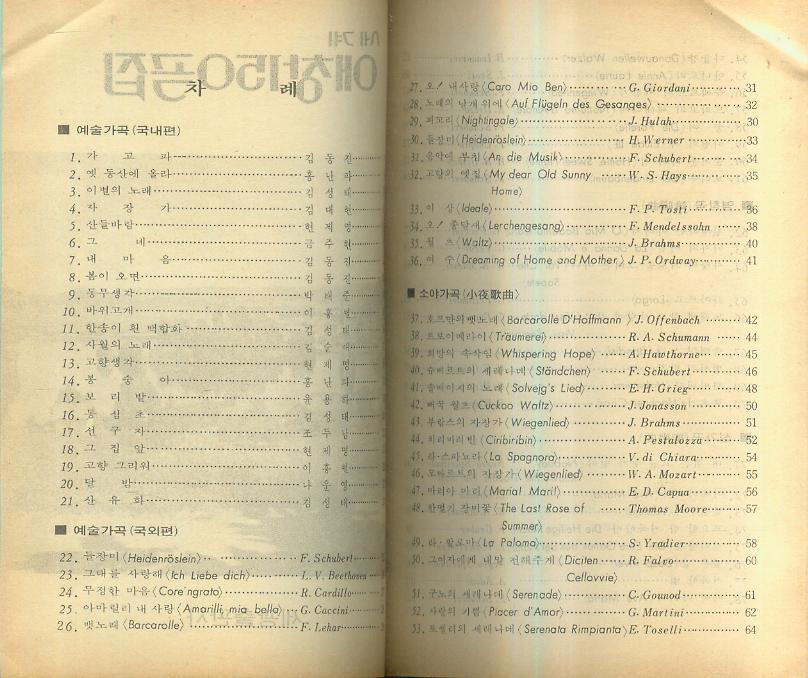 차 례
■ 예술가곡(국내편)
1. 가 고 파 김 동 진
2. 옛 동산에 올라 홍 난 파
3. 이별의 노래 김 성 태
4. 자 장 가 김 대 현
5. 산들바람 현 제 명
6. 그 네 금 수 현
7. 내 마 음 김 동 진
8. 봄이 오면 김 동 진
9. 동무생각 박 태 준
10. 바위고개 이 흥 렬
11. 한송이 흰 백합화 김 성 태
12. 사월의 노래 김 순 애
13. 고향생각 현 제 명
14. 봉 숭 아 홍 난 파
15. 보 리 밭 윤 용 하
16. 동 심 초 김 성 태
17. 선 구 자 조 두 남
18. 그 집 앞 현 제 명
19. 고향 그리워 이 흥 렬
20. 달 밤 나 운 영
21. 산 유 화 김 성 태
■ 예술가곡(국외편)
22. 들장미 (Heidenröslein) F. Schubert
23. 그대를 사랑해 (Ich Liebe dich) L. V. Beethoven
24. 무정한 마음 (Core'ngrato) R. Cardillo
25. 아마릴리 내 사랑 (Amarilli, mia bella) G. Caccini
26. 뱃노래 (Barcarolle) F. Lehar
27. 오! 내사랑 (Caro Mio Ben) G. Giordani 31
28. 노래의 날개 위에 (Auf Flügeln des Gesanges) 32
29. (Nightingale) J. Hulah 30
30. 들장미 (Heidenröslein) H. Werner 33
31. 음악에 부침 (An die Musik) F. Schubert 34
32. 고향의 옛집 (My dear Old Sunny W. S. Hays 35
Home)
33. 이 상 (Ideale) F. P. Tosti 36
34. 오! 종달새 (Lerchengesang) F. Mendelssohn 38
35. 월 츠 (Waltz) J. Brahms 40
36. 여 수 (Dreaming of Home and Mother) J. P. Ordway 41
■ 소야가곡(小夜歌曲)
37. 호프만의 뱃노래 (Barcarolle D'Hoffmann) J. Offenbach 42
38. 트로이메라이 (Träumerei) R. A. Schumann 44
39. 희망의 속삭임 (Whispering Hope) A. Hawthorne 45
40. 슈베르트의 세레나데 (Ständchen) F. Schubert 46
41. 솔베이지의 노래 (Solvejg's Lied) E. H. Grieg 48
42. 뻐꾹 왈츠 (Cuckoo Waltz) J. Jonasson 50
43. 부람스의 자장가 (Wiegenlied) J. Brahms 51
44. 치리비리빈 (Ciribiribin) A. Pestalozza 52
45. 라·스파뇨라 (La Spagnora) V. di Chiara 54
46. 모짜르트의 자장가 (Wiegenlied) W. A. Mozart 55
47. 마리아 마리 (Maria! Mari!) E. D. Capua 56
48. 한떨기 장미꽃 (The Last Rose of Thomas Moore 57
Summer)
49. 라·팔로마 (La Paloma) S. Yradier 58
50. 그여자에게 내말 전해주게 (Diciten R. Falvo 60
Cellovvie)
51. 구노의 세레나데 (Serenade) C. Gounod 61
52. 사랑의 기쁨 (Piacer d'Amor) G. Martini 62
53. 토셀리의 세레나데 (Serenata Rimpianta) E. Toselli 64